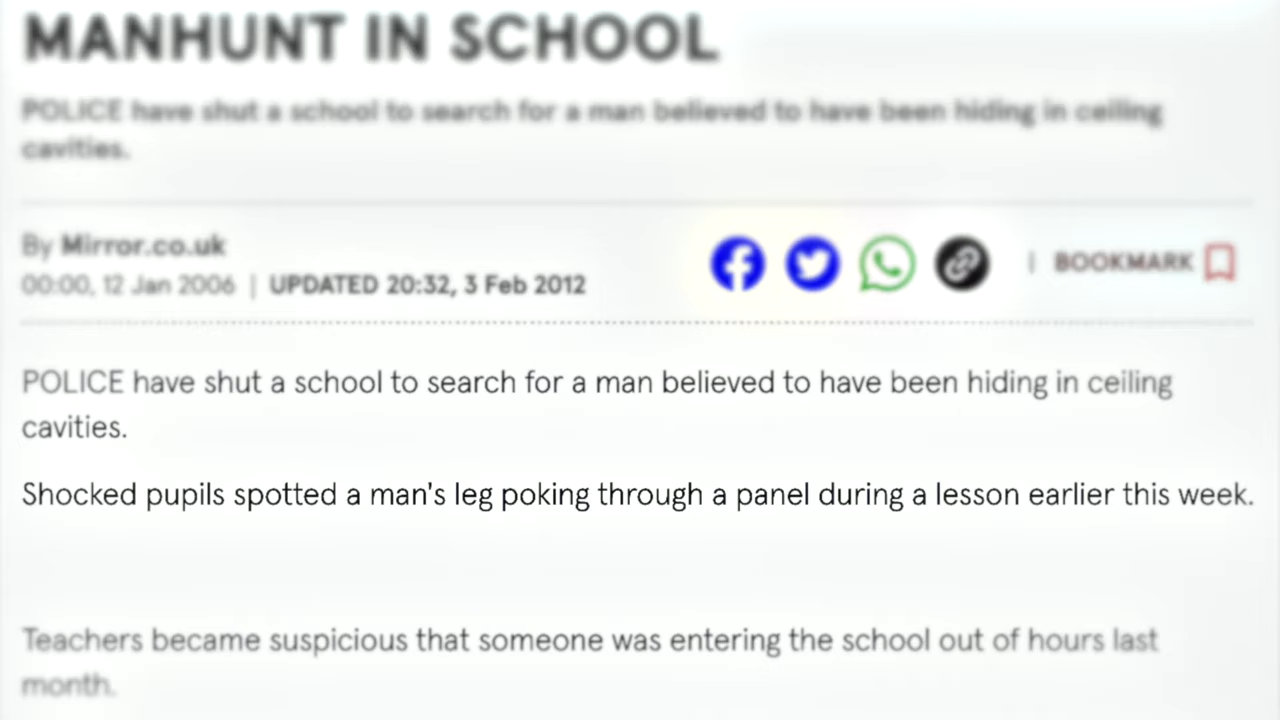 MANHUNT IN SCHOOL
POLICE have shut a school to search for a man believed to have been hiding in ceiling
cavities.
By Mirror.co.uk
00:00, 12 Jan 2006 | UPDATED 20:32, 3 Feb 2012
| BOOKMARK
POLICE have shut a school to search for a man believed to have been hiding in ceiling
cavities.
Shocked pupils spotted a man's leg poking through a panel during a lesson earlier this week.
Teachers became suspicious that someone was entering the school out of hours last
month.